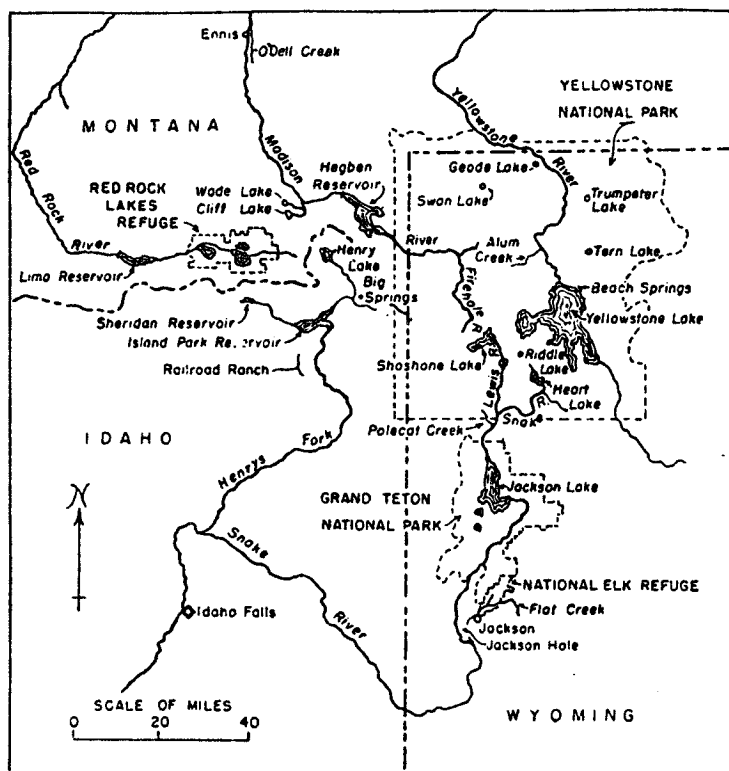 Ennis
O'Dell Creek
MONTANA
Madison
Yellowstone
River
YELLOWSTONE
NATIONAL PARK
Geode Lake
Swan Lake
Trumpeter
Lake
Hegben
Reservoir
Wade Lake
Cliff Lake
RED ROCK
LAKES
REFUGE
Red
Rock
River
Lima Reservoir
River
Alum
Creek
Tern Lake
Henry
Lake
Big
Springs
Firehole R.
Beach Springs
Yellowstone Lake
Sheridan Reservoir
Island Park Reservoir
Railroad Ranch
Shoshone Lake
Riddle
Lake
Lewis R.
Heart
Lake
Snake R.
Polecat Creek
IDAHO
Henrys Fork
N
GRAND TETON
NATIONAL PARK
Jackson Lake
Snake
River
NATIONAL ELK REFUGE
Flat Creek
Jackson
Jackson Hole
Idaho Falls
SCALE OF MILES
0 20 40
WYOMING